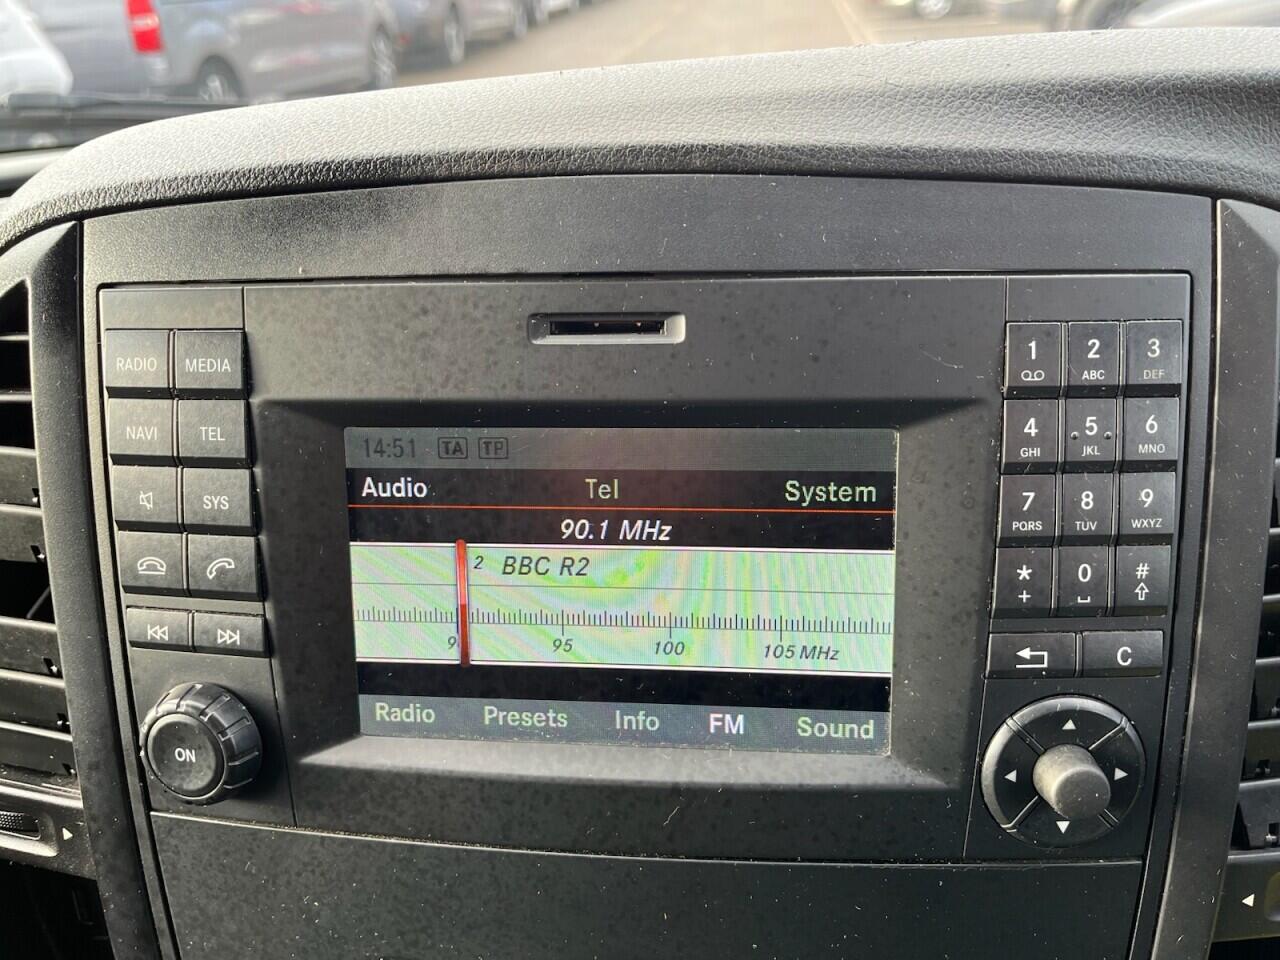 RADIO MEDIA
NAVI TEL
SYS
ON
14:51 TA TP
Audio Tel System
90.1 MHz
2 BBC R2
9 95 100 105 MHz
Radio Presets Info FM Sound
1 2 ABC 3 DEF
4 GHI 5 JKL 6 MNO
7 PQRS 8 TUV 9 WXYZ
* + 0 #
C